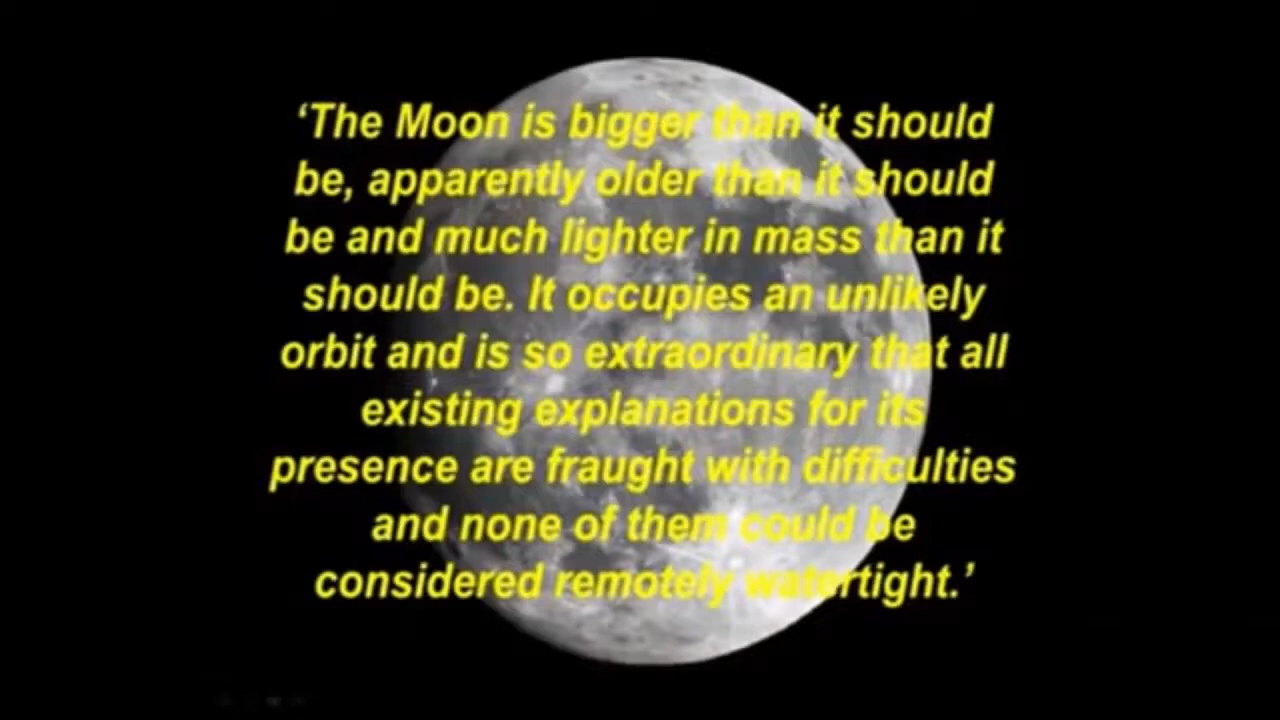 ‘The Moon is bigger than it should
be, apparently older than it should
be and much lighter in mass than it
should be. It occupies an unlikely
orbit and is so extraordinary that all
existing explanations for its
presence are fraught with difficulties
and none of them could be
considered remotely watertight.’